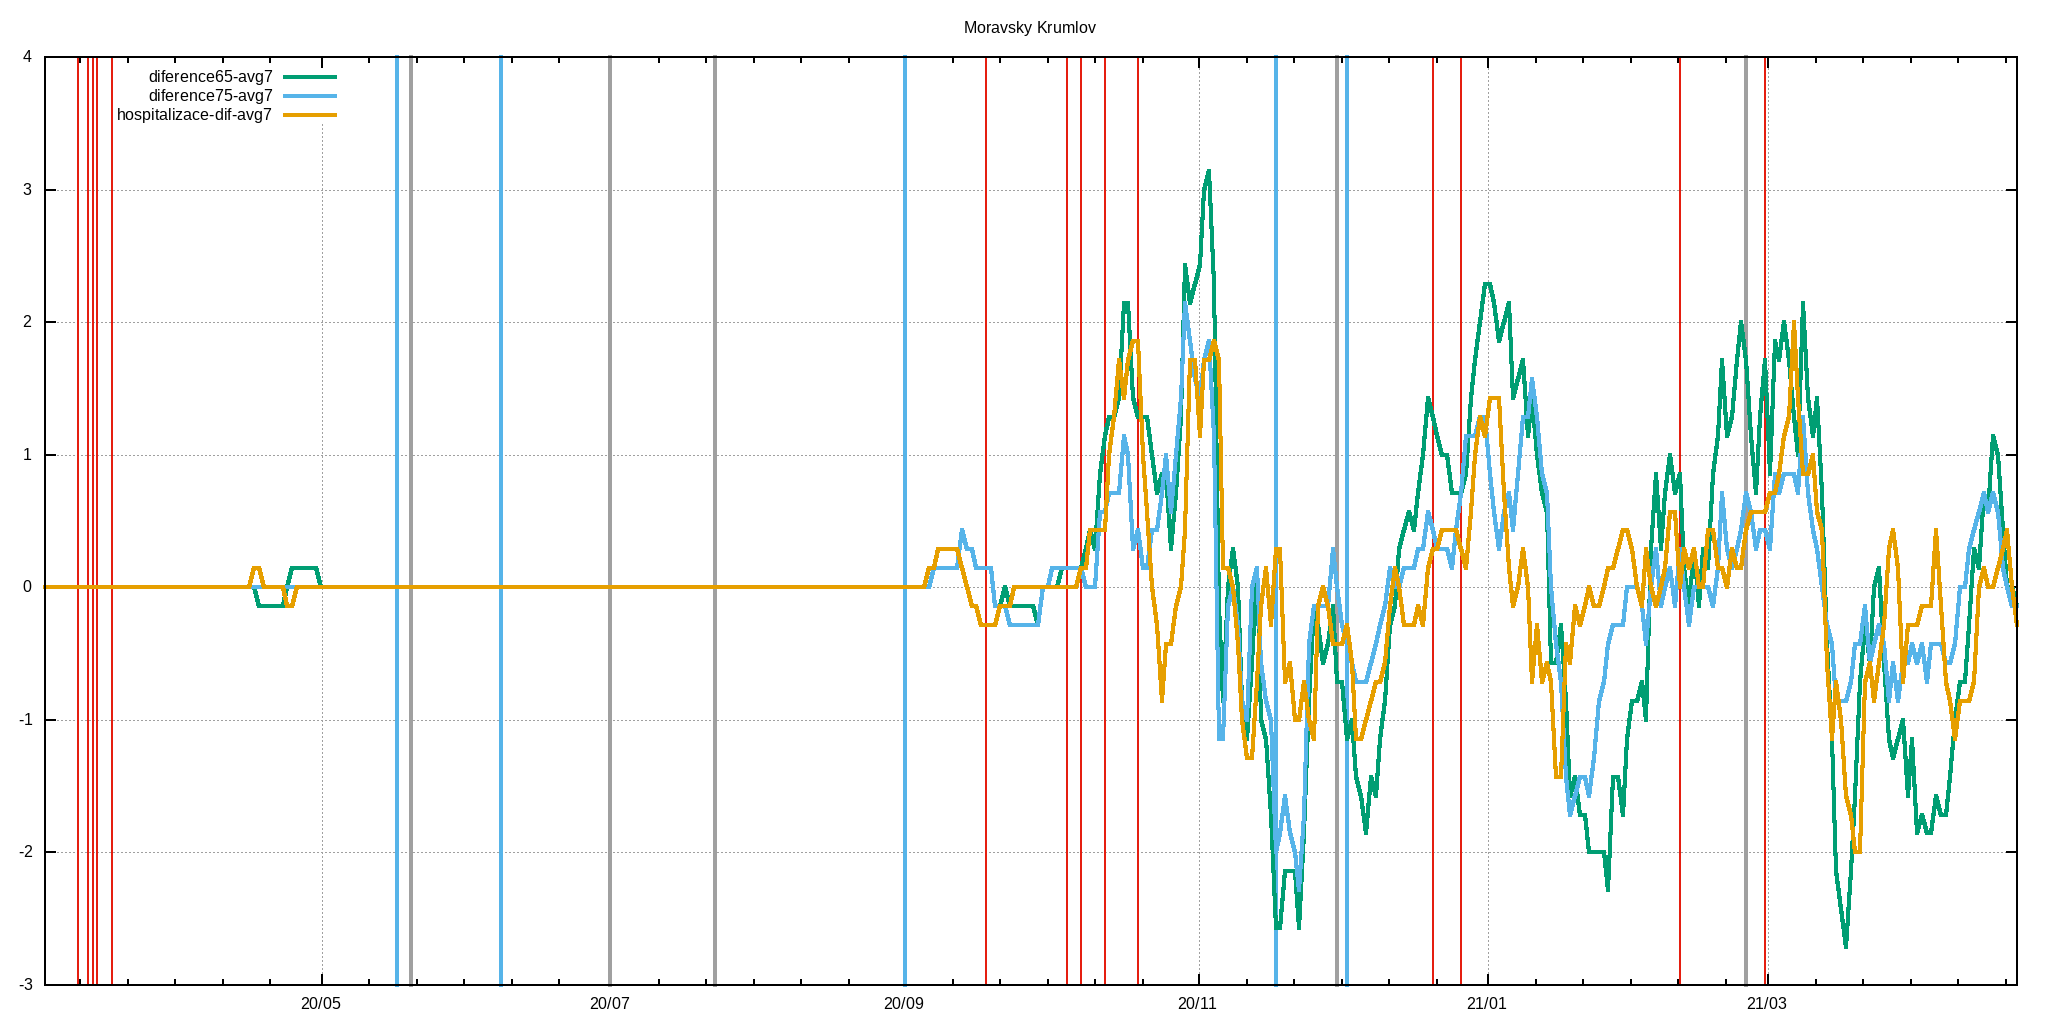 Moravsky Krumlov
diference65-avg7
diference75-avg7
hospitalizace-dif-avg7
4
3
2
1
0
-1
-2
-3
20/05 20/07 20/09 20/11 21/01 21/03